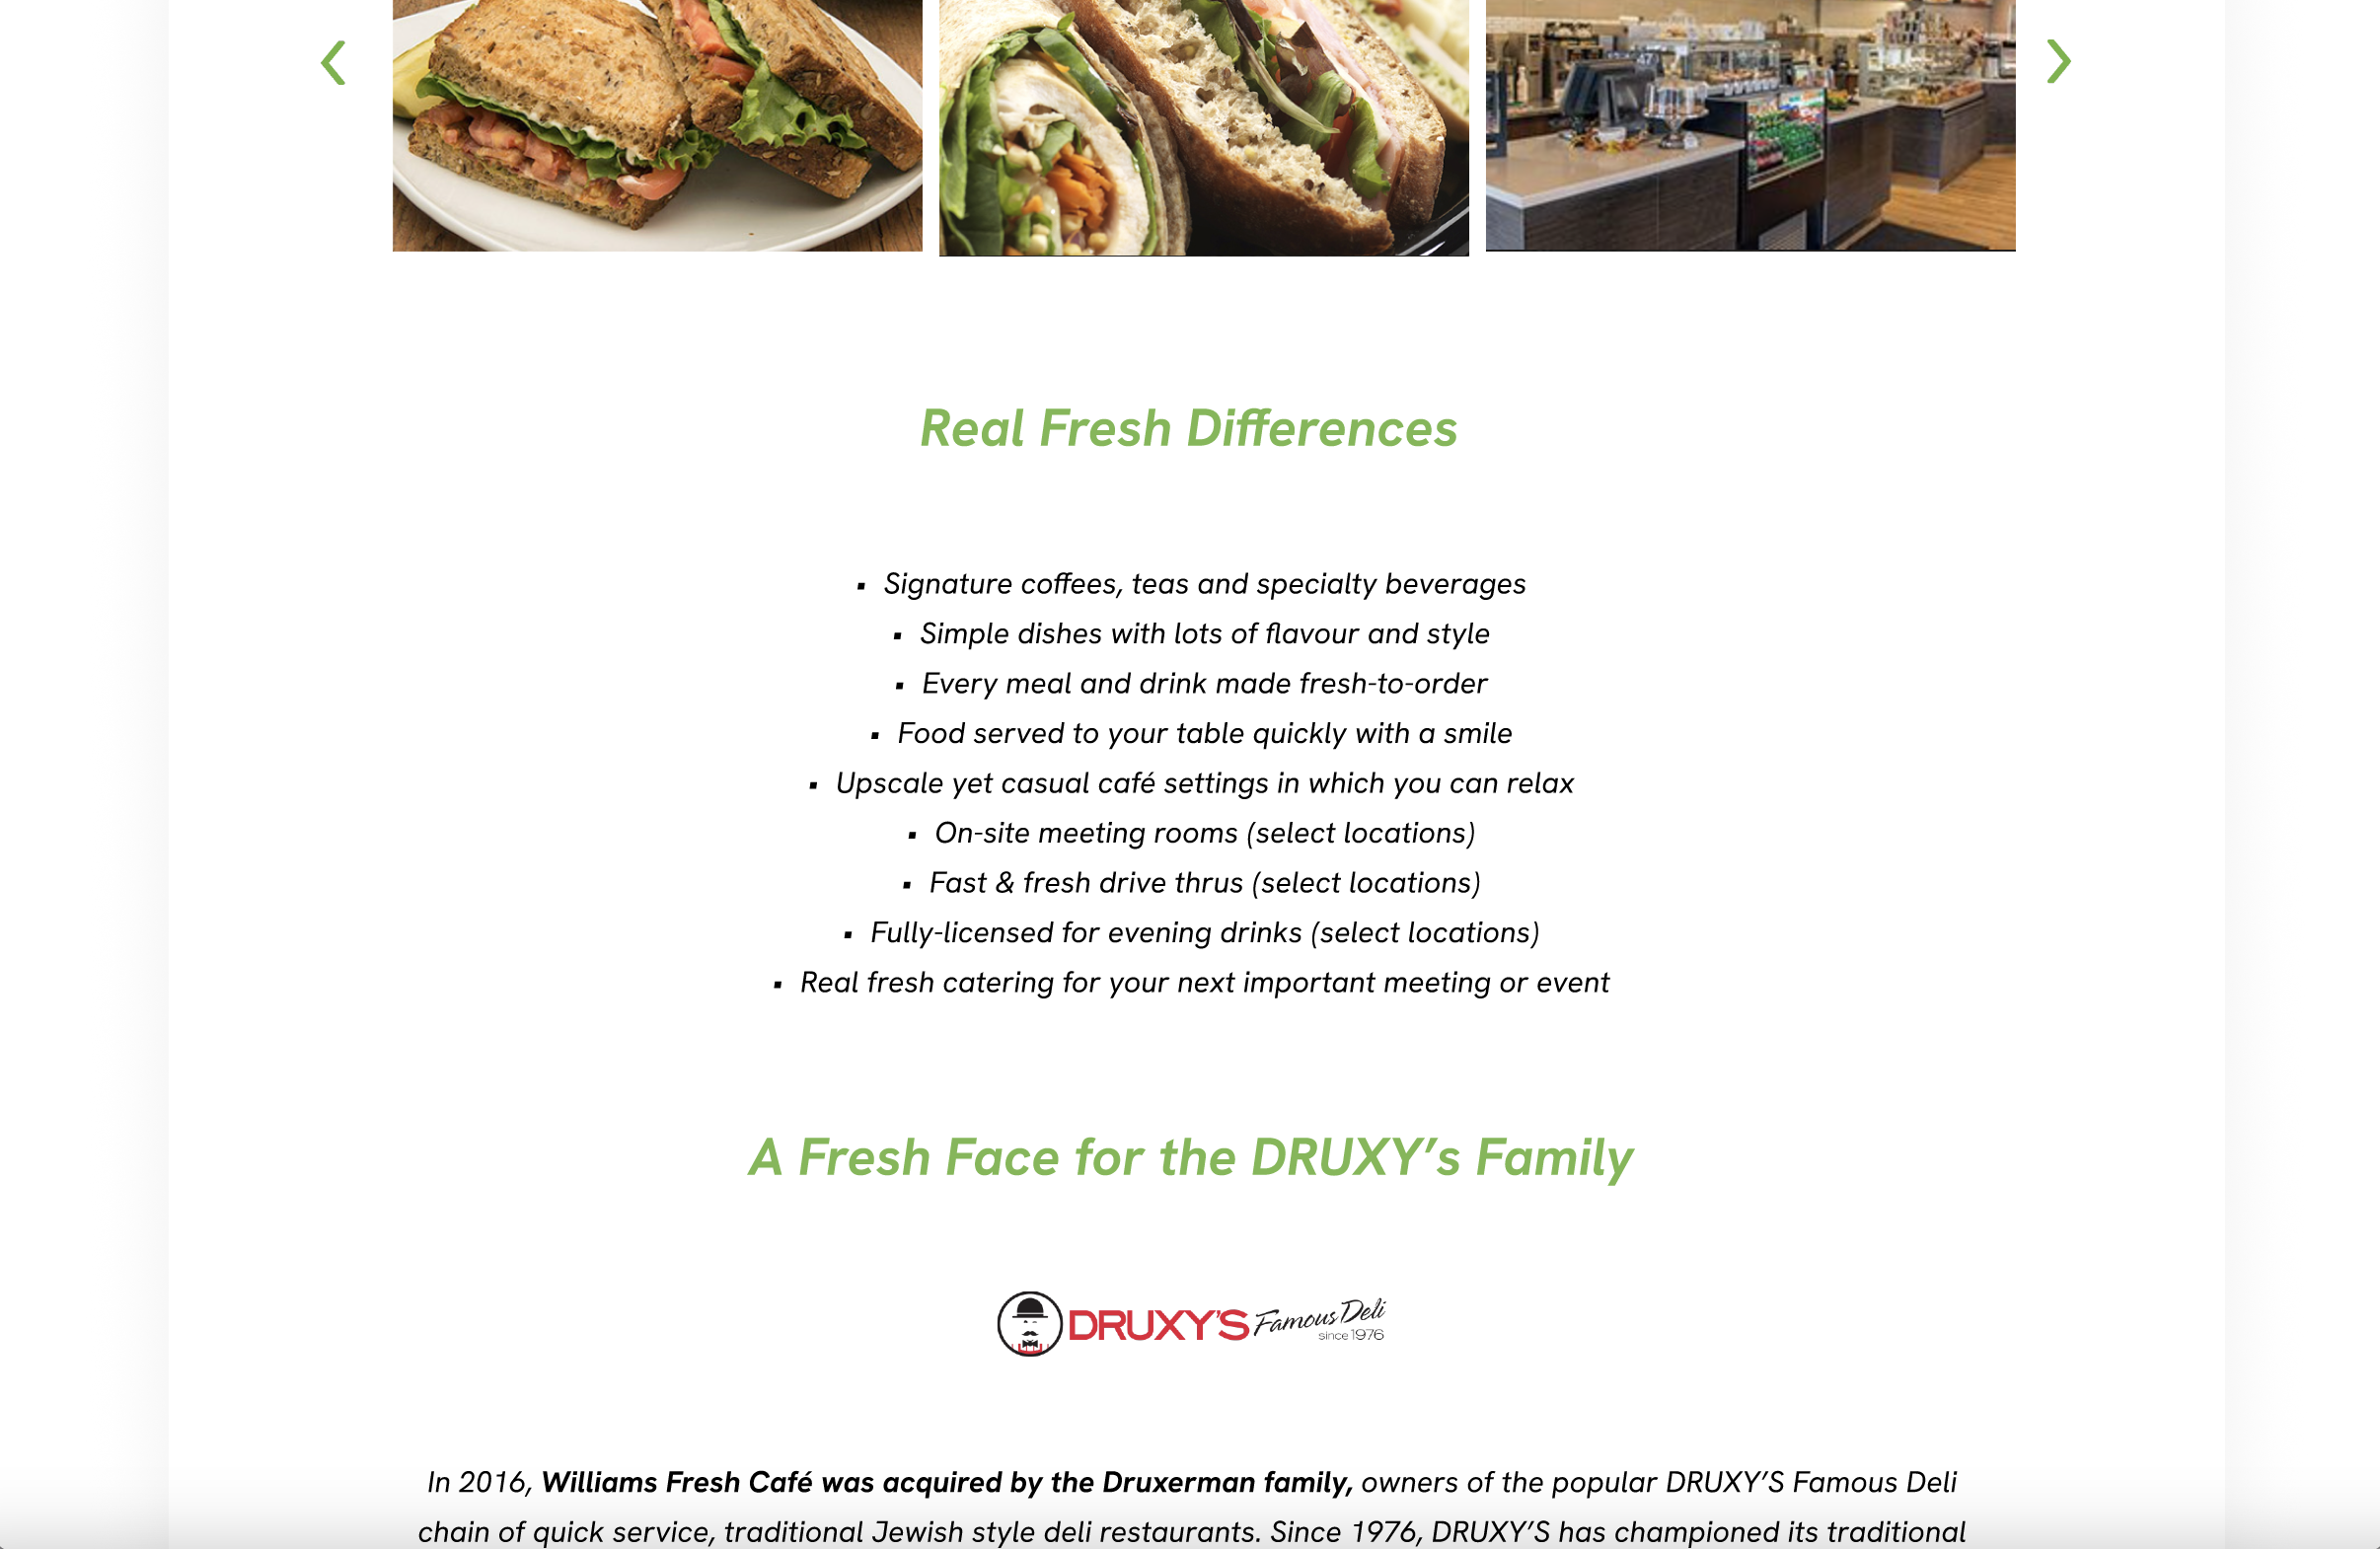 Real Fresh Differences
▪ Signature coffees, teas and specialty beverages
▪ Simple dishes with lots of flavour and style
▪ Every meal and drink made fresh-to-order
▪ Food served to your table quickly with a smile
▪ Upscale yet casual café settings in which you can relax
▪ On-site meeting rooms (select locations)
▪ Fast & fresh drive thrus (select locations)
▪ Fully-licensed for evening drinks (select locations)
▪ Real fresh catering for your next important meeting or event
A Fresh Face for the DRUXY’s Family
DRUXY'S Famous Deli
since 1976
In 2016, Williams Fresh Café was acquired by the Druxerman family, owners of the popular DRUXY’S Famous Deli
chain of quick service, traditional Jewish style deli restaurants. Since 1976, DRUXY’S has championed its traditional